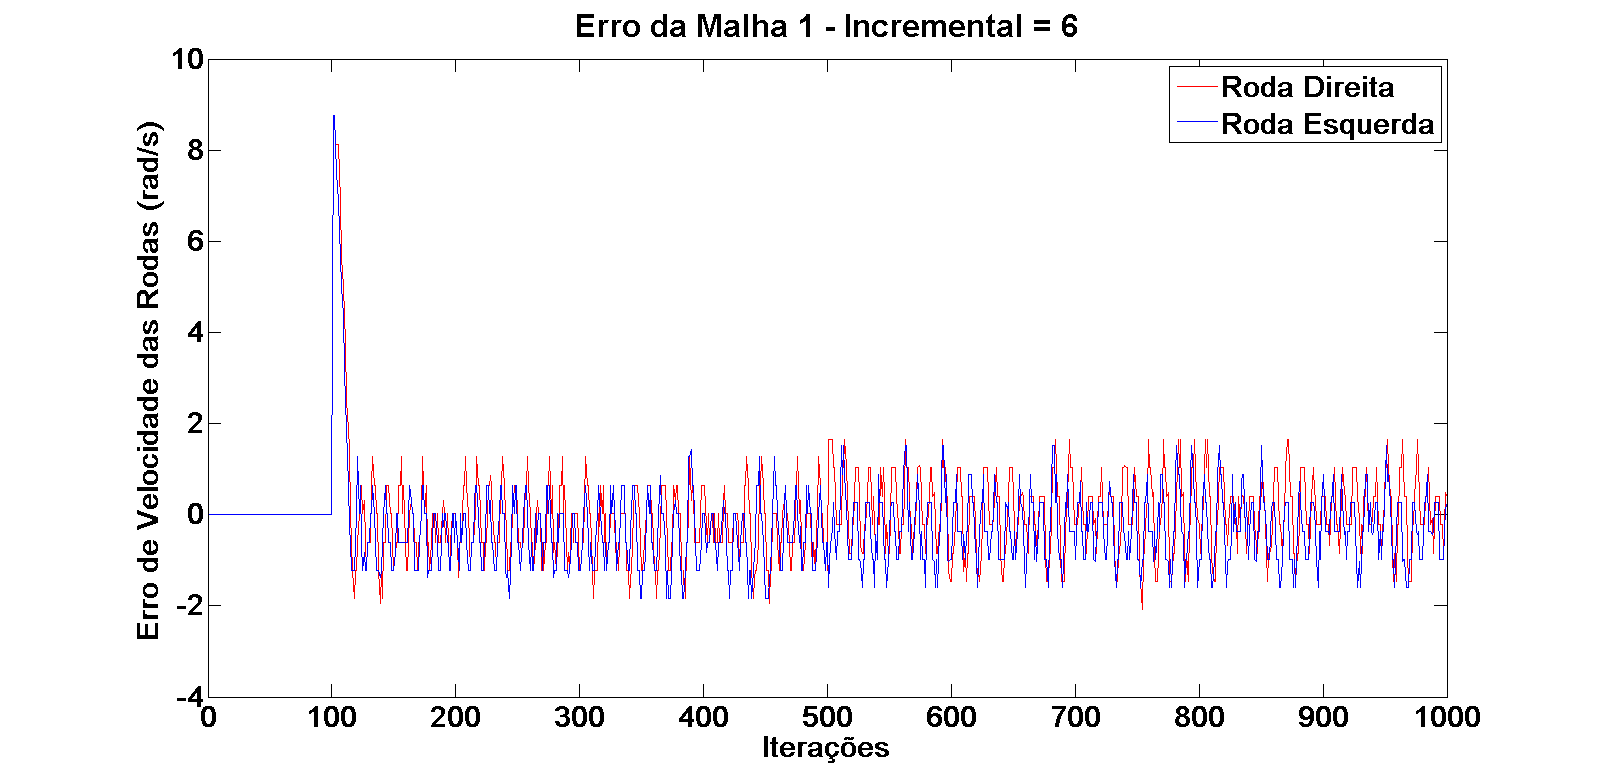 Erro da Malha 1 - Incremental = 6
Erro de Velocidade das Rodas (rad/s)
10
8
6
4
2
0
-2
-4
Roda Direita
Roda Esquerda
0 100 200 300 400 500 600 700 800 900 1000
Iterações